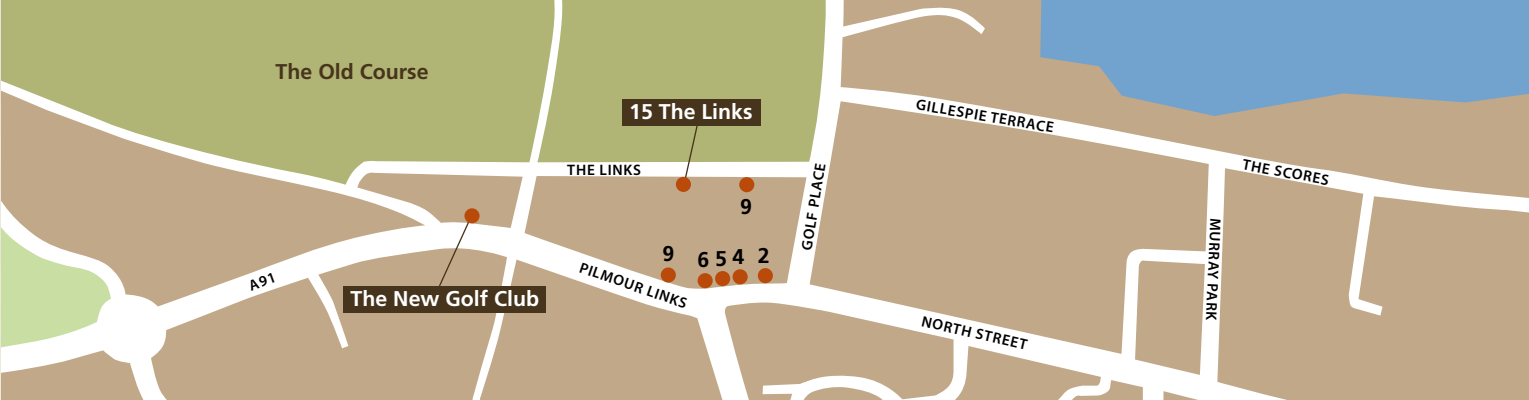 The Old Course
15 The Links
GILLESPIE TERRACE
THE LINKS
THE SCORES
9
GOLF PLACE
MURRAY PARK
9
6
5
4
2
A91
The New Golf Club
PILMOUR LINKS
NORTH STREET